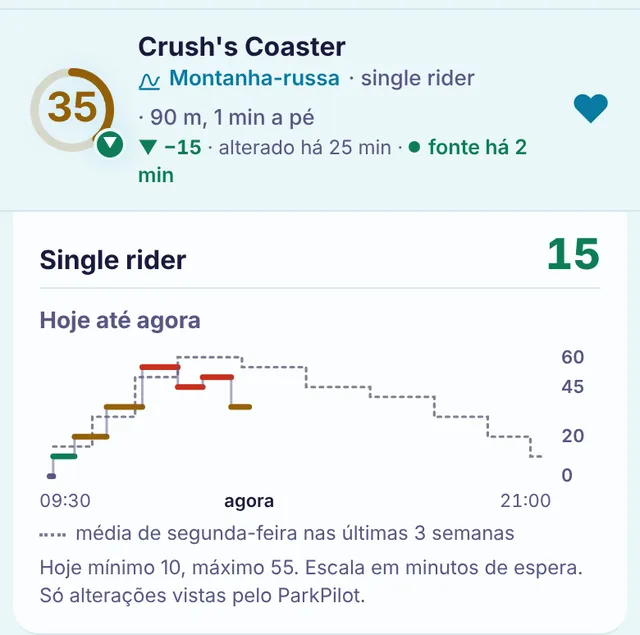 Crush's Coaster
35
Montanha-russa · single rider
· 90 m, 1 min a pé
▼ −15 · alterado há 25 min · ● fonte há 2
min
Single rider
15
Hoje até agora
60
45
20
0
09:30
agora
21:00
média de segunda-feira nas últimas 3 semanas
Hoje mínimo 10, máximo 55. Escala em minutos de espera.
Só alterações vistas pelo ParkPilot.